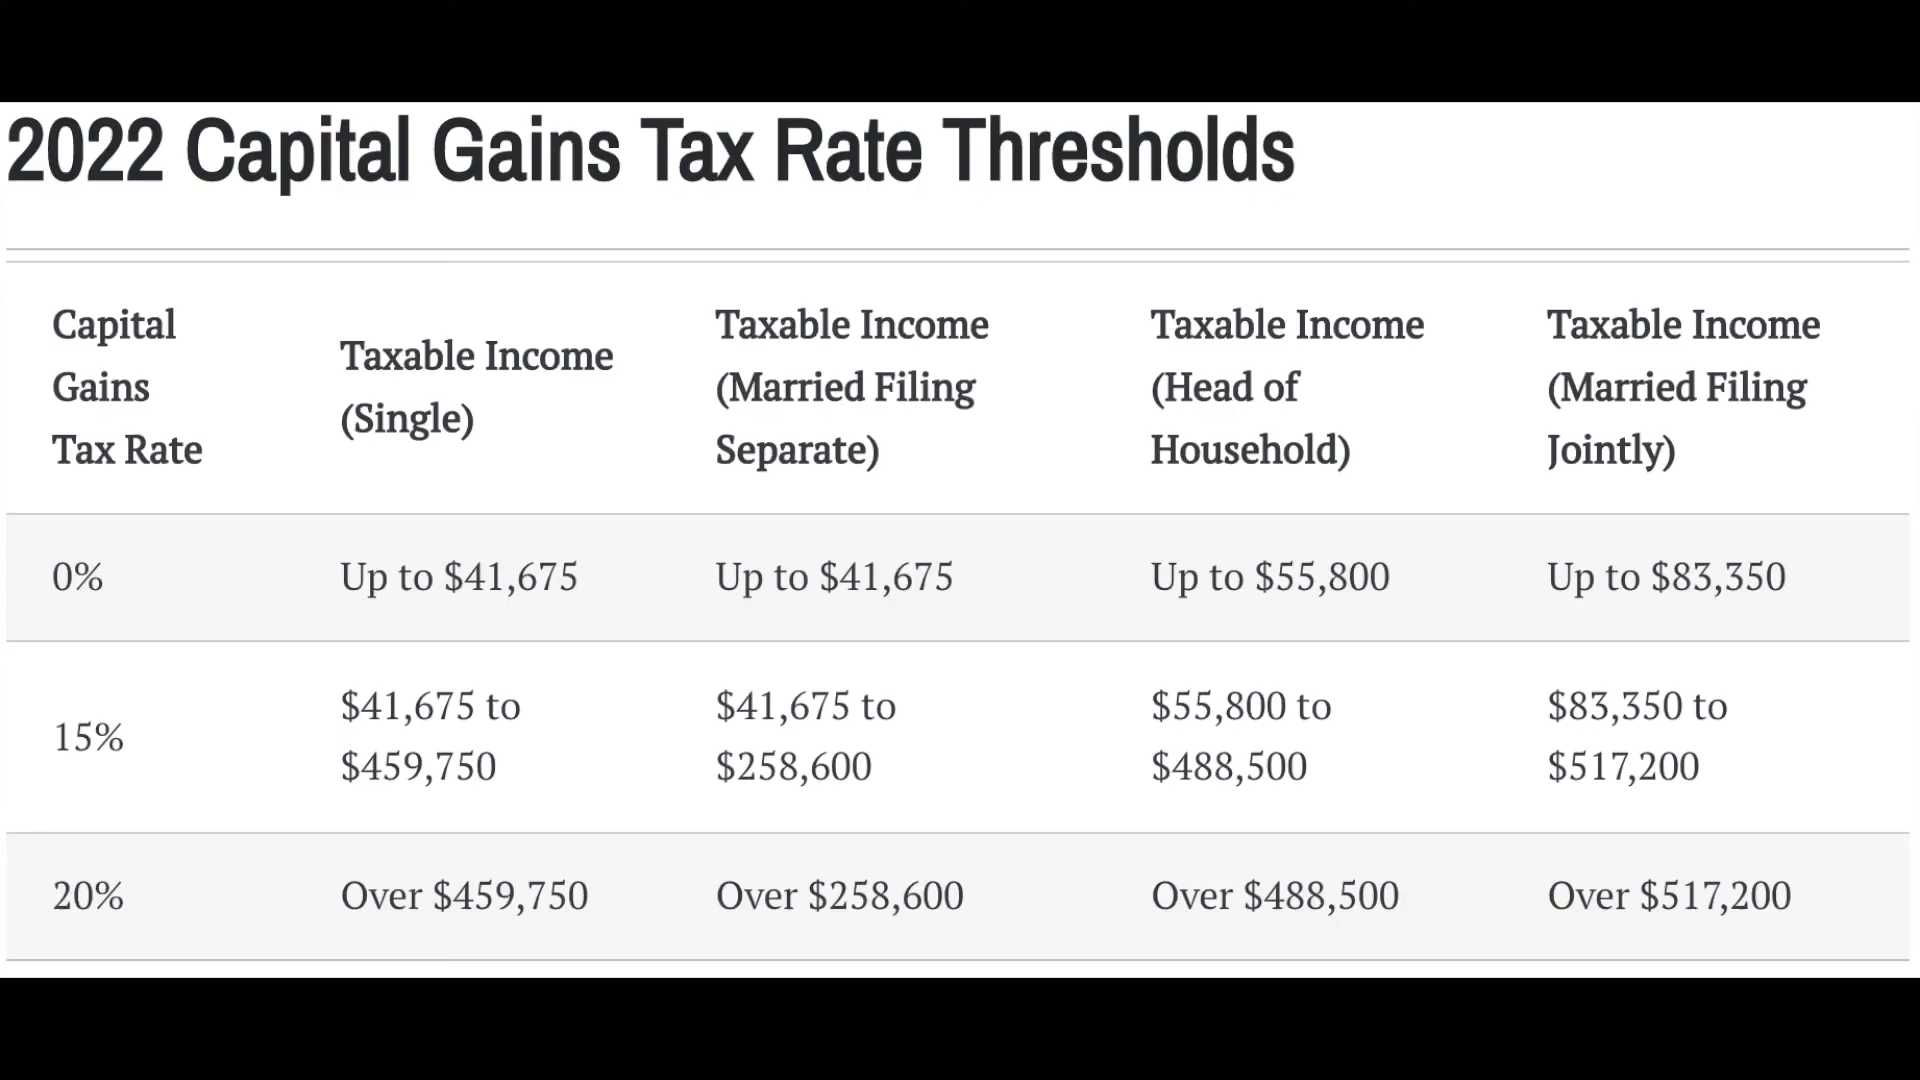 2022 Capital Gains Tax Rate Thresholds
Capital
Gains
Tax Rate
Taxable Income
(Single)
Taxable Income
(Married Filing
Separate)
Taxable Income
(Head of
Household)
Taxable Income
(Married Filing
Jointly)
0%
Up to $41,675
Up to $41,675
Up to $55,800
Up to $83,350
15%
$41,675 to
$459,750
$41,675 to
$258,600
$55,800 to
$488,500
$83,350 to
$517,200
20%
Over $459,750
Over $258,600
Over $488,500
Over $517,200